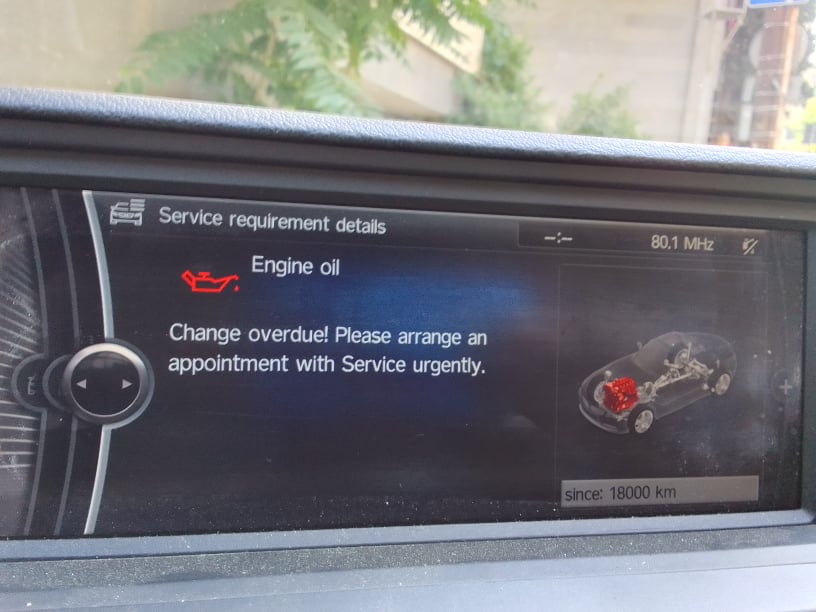 Service requirement details
--:-- 80.1 MHz
Engine oil
Change overdue! Please arrange an
appointment with Service urgently.
since: 18000 km